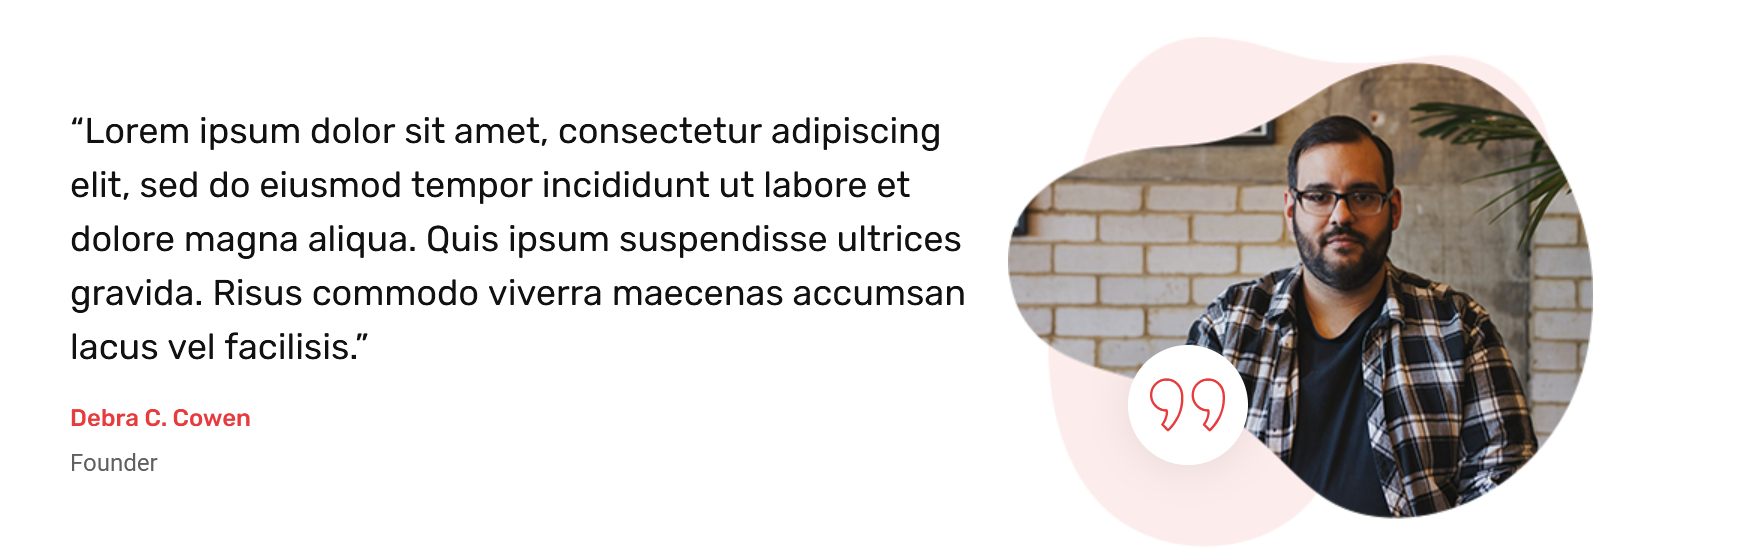 “Lorem ipsum dolor sit amet, consectetur adipiscing
elit, sed do eiusmod tempor incididunt ut labore et
dolore magna aliqua. Quis ipsum suspendisse ultrices
gravida. Risus commodo viverra maecenas accumsan
lacus vel facilisis.”
Debra C. Cowen
Founder